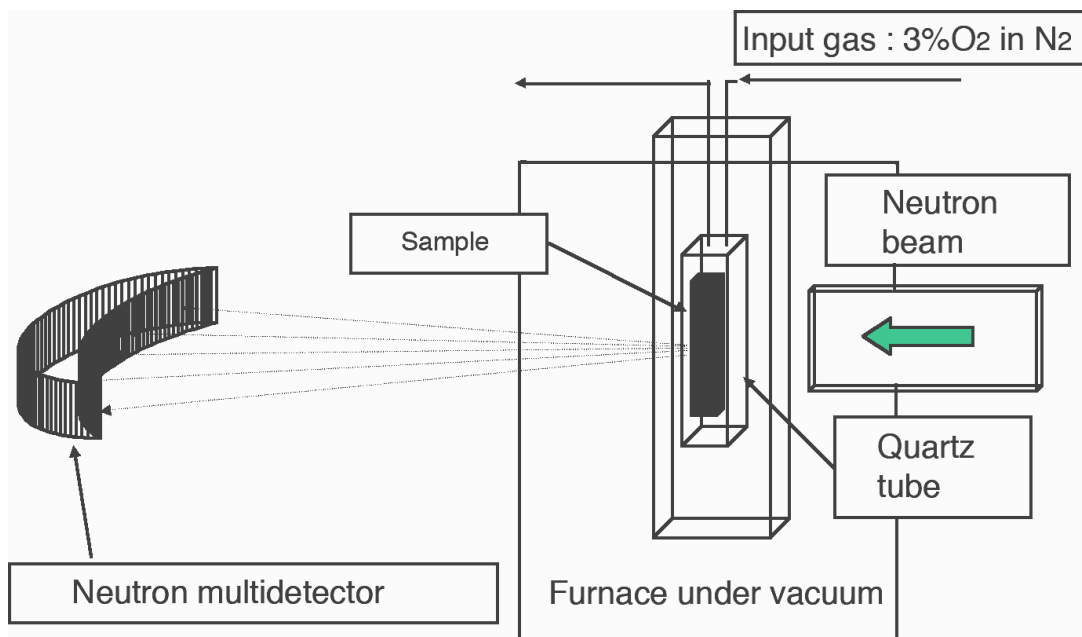 Input gas : 3%O2 in N2
Neutron
beam
Sample
Quartz
tube
Neutron multidetector
Furnace under vacuum